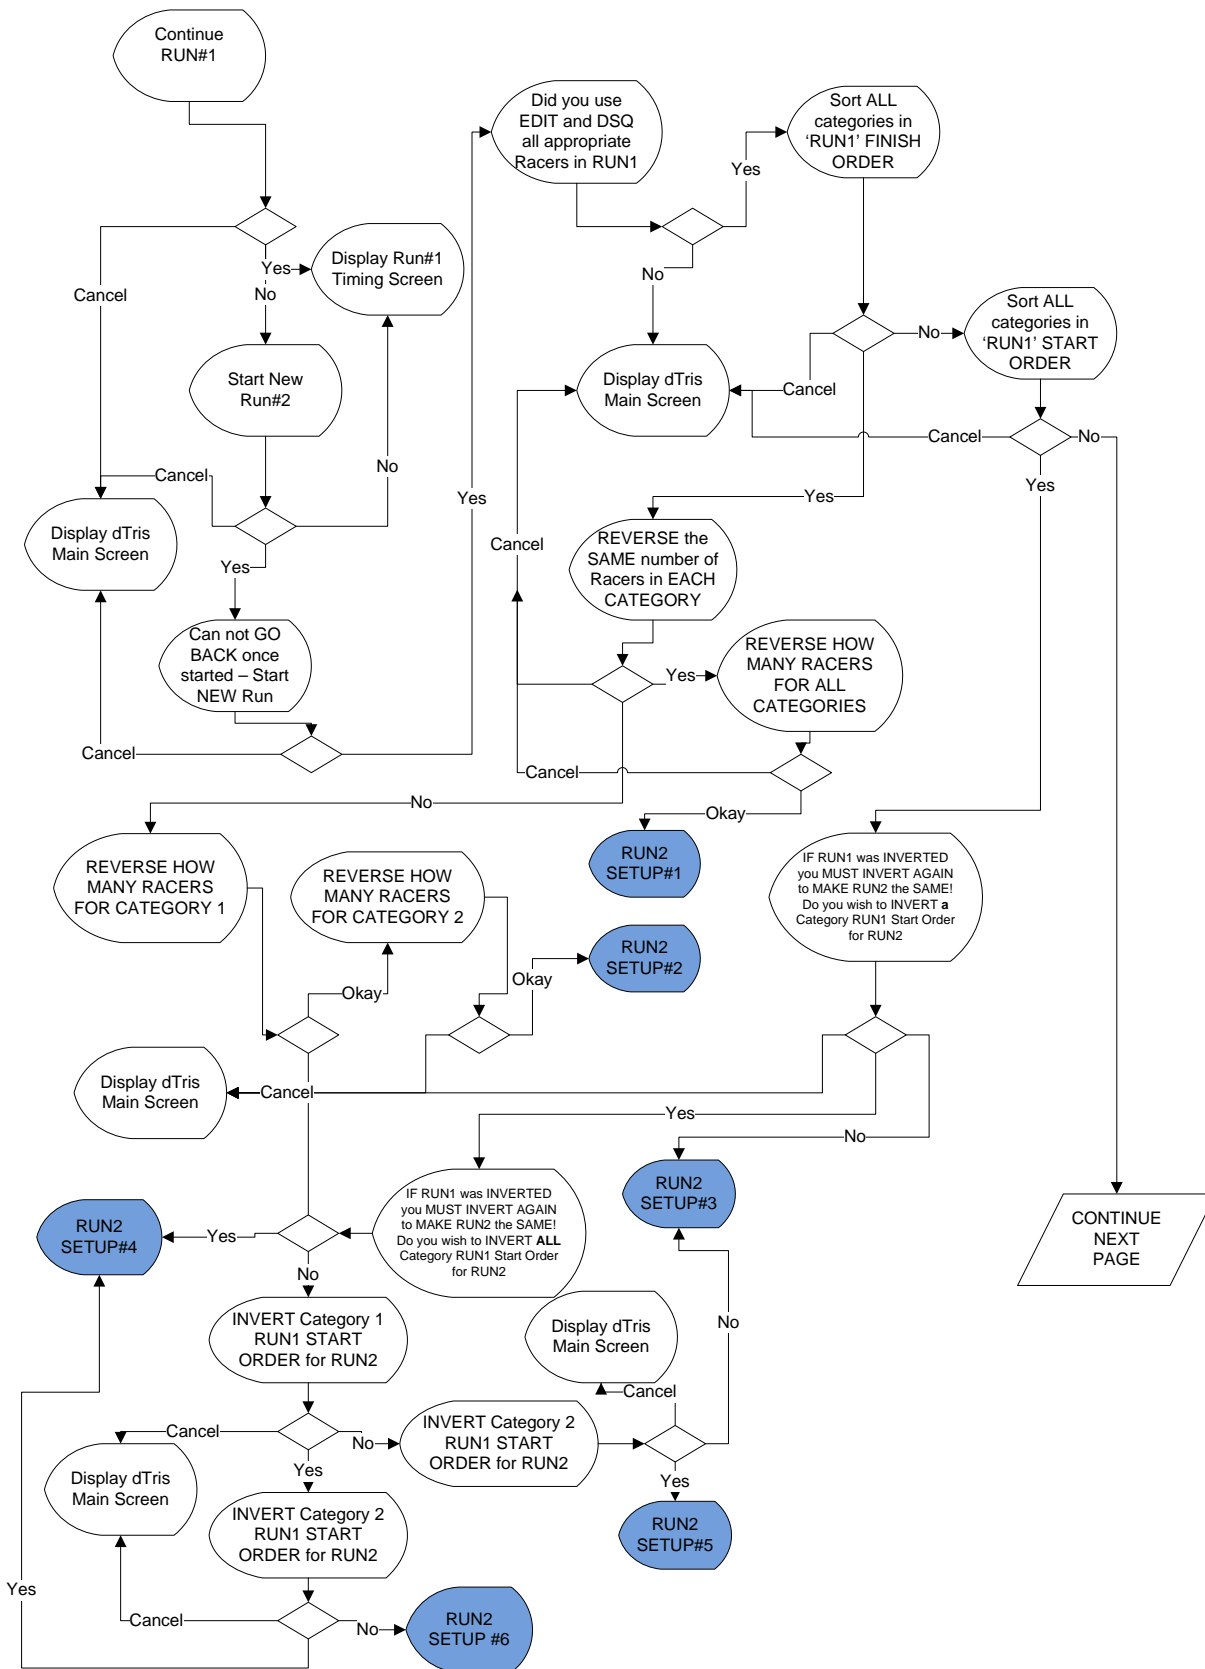 Continue
RUN#1
Cancel
Yes
No
Display Run#1
Timing Screen
Start New
Run#2
Cancel
No
Display dTris
Main Screen
Yes
Can not GO
BACK once
started – Start
NEW Run
Cancel
Yes
Did you use
EDIT and DSQ
all appropriate
Racers in RUN1
Yes
No
Sort ALL
categories in
‘RUN1’ FINISH
ORDER
Display dTris
Main Screen
Cancel
No
Sort ALL
categories in
‘RUN1’ START
ORDER
Cancel
No
Yes
Yes
REVERSE the
SAME number of
Racers in EACH
CATEGORY
Cancel
Yes
REVERSE HOW
MANY RACERS
FOR ALL
CATEGORIES
Cancel
No
Okay
RUN2
SETUP#1
REVERSE HOW
MANY RACERS
FOR CATEGORY 1
REVERSE HOW
MANY RACERS
FOR CATEGORY 2
Okay
Okay
RUN2
SETUP#2
IF RUN1 was INVERTED
you MUST INVERT AGAIN
to MAKE RUN2 the SAME!
Do you wish to INVERT a
Category RUN1 Start Order
for RUN2
Display dTris
Main Screen
Cancel
Yes
No
RUN2
SETUP#3
IF RUN1 was INVERTED
you MUST INVERT AGAIN
to MAKE RUN2 the SAME!
Do you wish to INVERT ALL
Category RUN1 Start Order
for RUN2
RUN2
SETUP#4
Yes
No
CONTINUE
NEXT
PAGE
INVERT Category 1
RUN1 START
ORDER for RUN2
Display dTris
Main Screen
No
Cancel
Cancel
No
INVERT Category 2
RUN1 START
ORDER for RUN2
Yes
Yes
Display dTris
Main Screen
INVERT Category 2
RUN1 START
ORDER for RUN2
RUN2
SETUP#5
Yes
Cancel
No
RUN2
SETUP #6